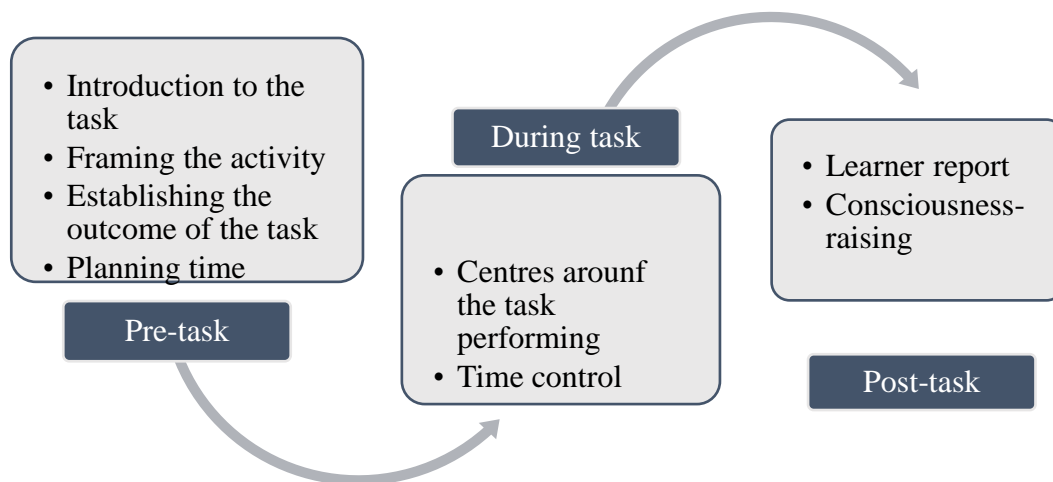 • Introduction to the
task
• Framing the activity
• Establishing the
outcome of the task
• Planning time
Pre-task
During task
• Centres arounf
the task
performing
• Time control
• Learner report
• Consciousness-
raising
Post-task